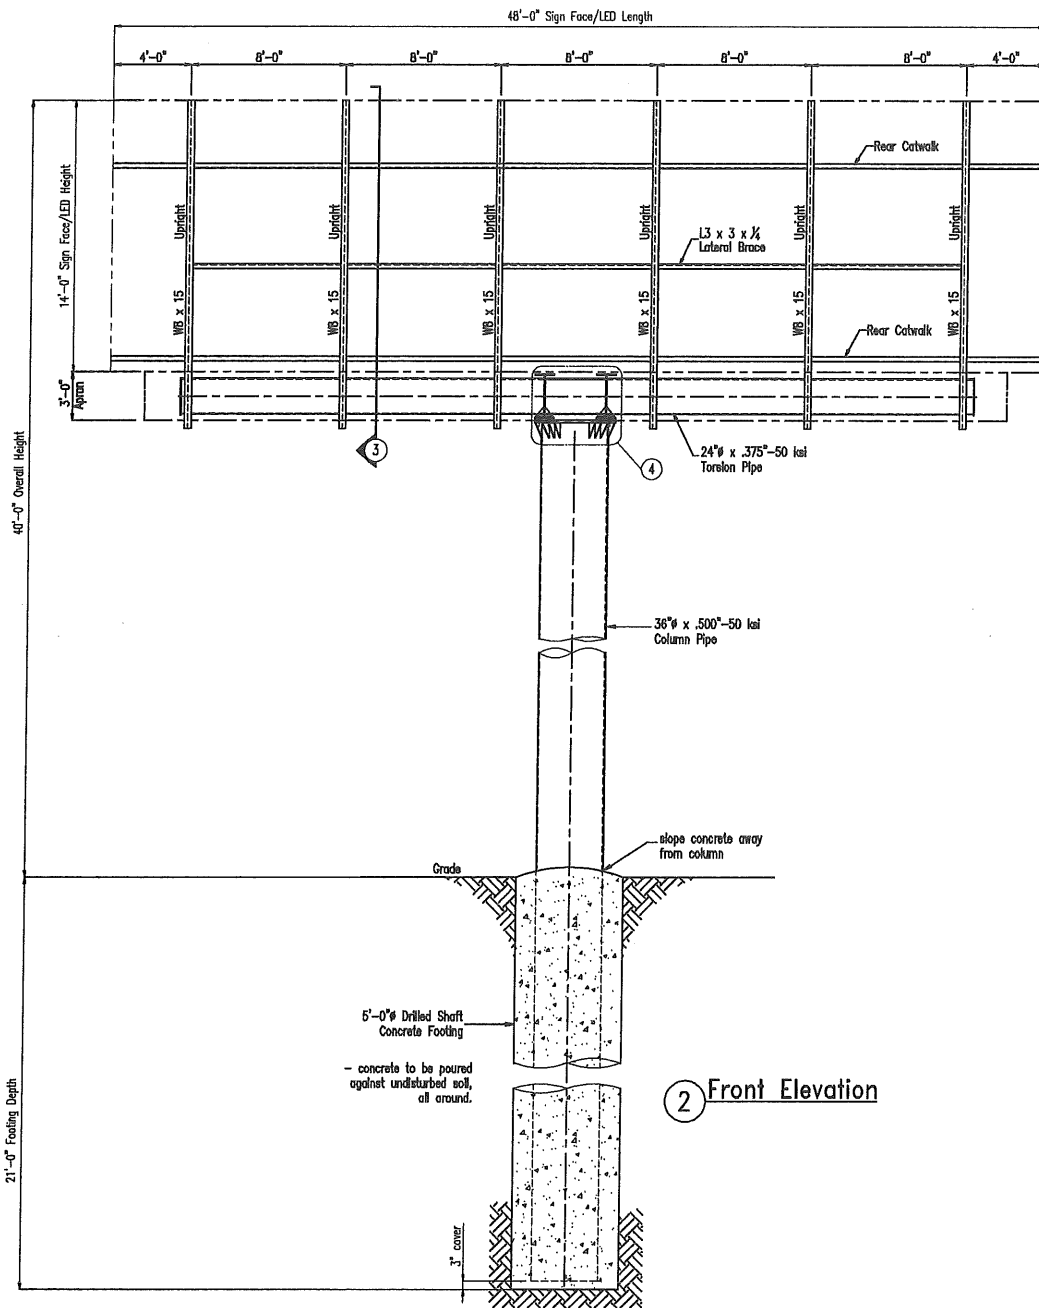 48'-0" Sign Face/LED Length
4'-0" 8'-0" 8'-0" 8'-0" 8'-0" 8'-0" 4'-0"
Rear Catwalk
14'-0" Sign Face/LED Height
Upright Upright Upright Upright Upright Upright
L3 x 3 x ¼
Lateral Brace
W8 x 15 W8 x 15 W8 x 15 W8 x 15 W8 x 15 W8 x 15
Rear Catwalk
3'-0"
Apron
3
4
24"ø x .375"-50 ksi
Torsion Pipe
40'-0" Overall Height
36"ø x .500"-50 ksi
Column Pipe
slope concrete away
from column
Grade
5'-0"ø Drilled Shaft
Concrete Footing
- concrete to be poured
against undisturbed soil,
all around.
2 Front Elevation
21'-0" Footing Depth
3" cover